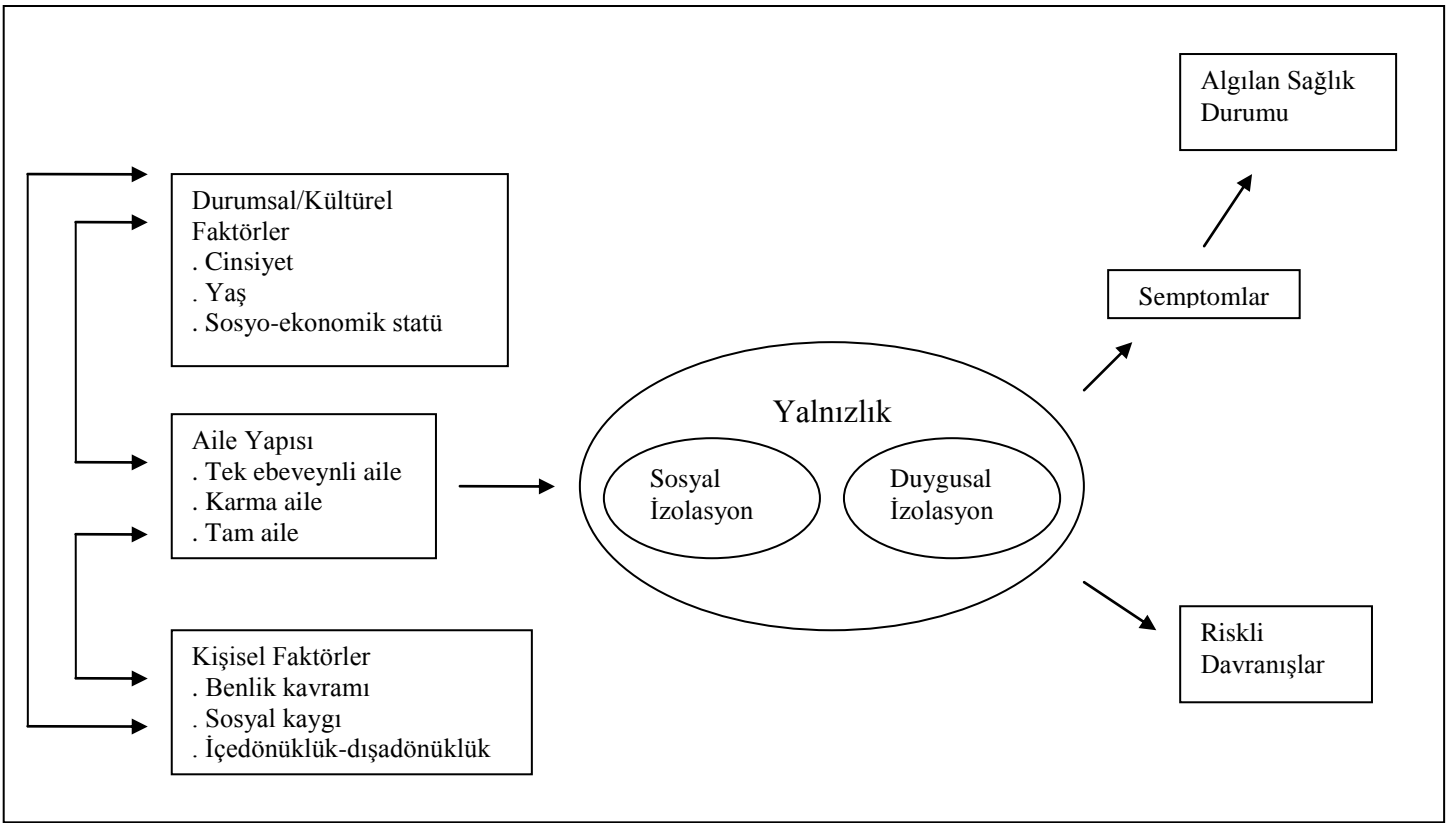 Algılan Sağlık
Durumu
Durumsal/Kültürel
Faktörler
. Cinsiyet
. Yaş
. Sosyo-ekonomik statü
Semptomlar
Aile Yapısı
. Tek ebeveynli aile
. Karma aile
. Tam aile
Yalnızlık
Sosyal
İzolasyon
Duygusal
İzolasyon
Kişisel Faktörler
. Benlik kavramı
. Sosyal kaygı
. İçedönüklük-dışadönüklük
Riskli
Davranışlar